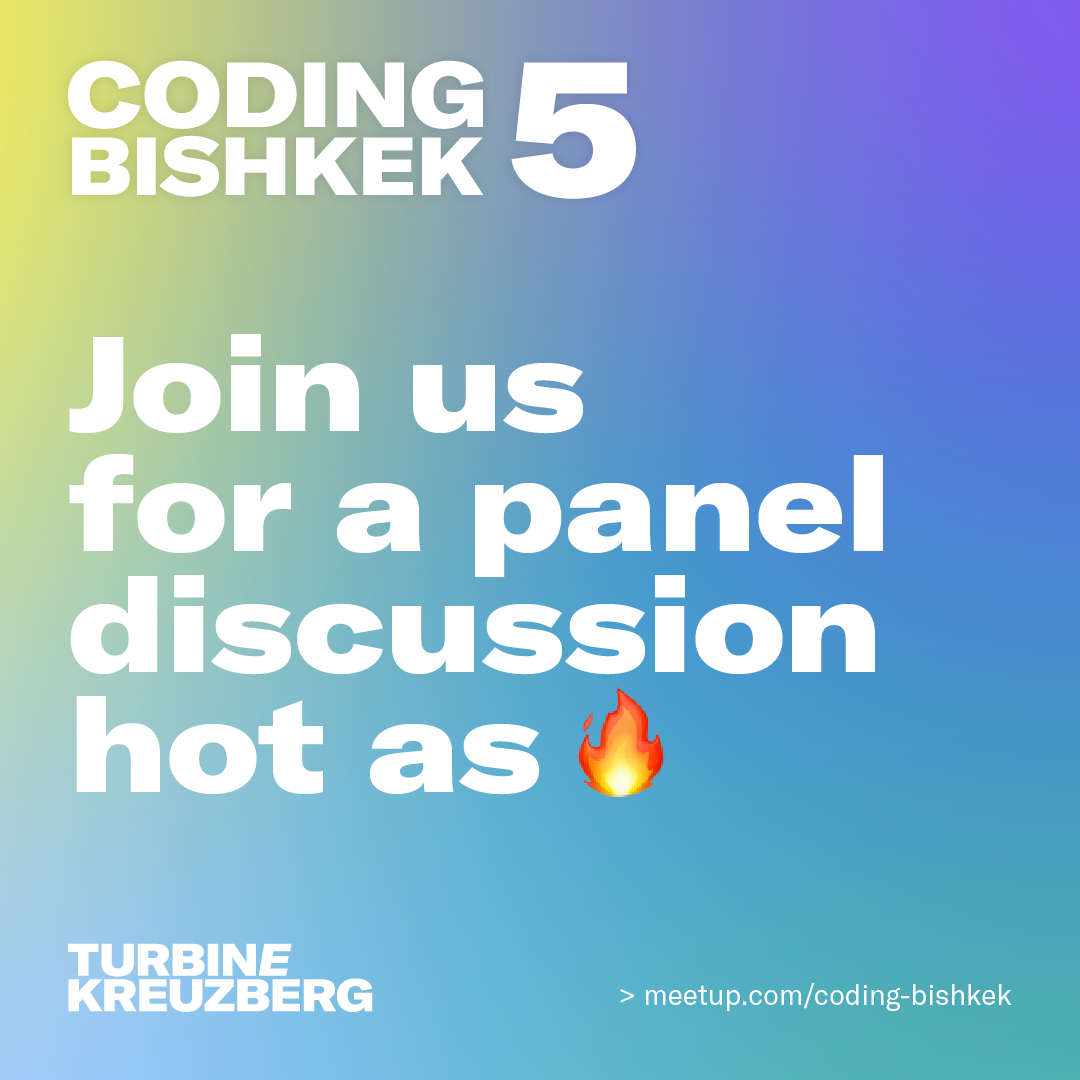 CODING
BISHKEK 5
Join us
for a panel
discussion
hot as 🔥
TURBINE
KREUZBERG
> meetup.com/coding-bishkek